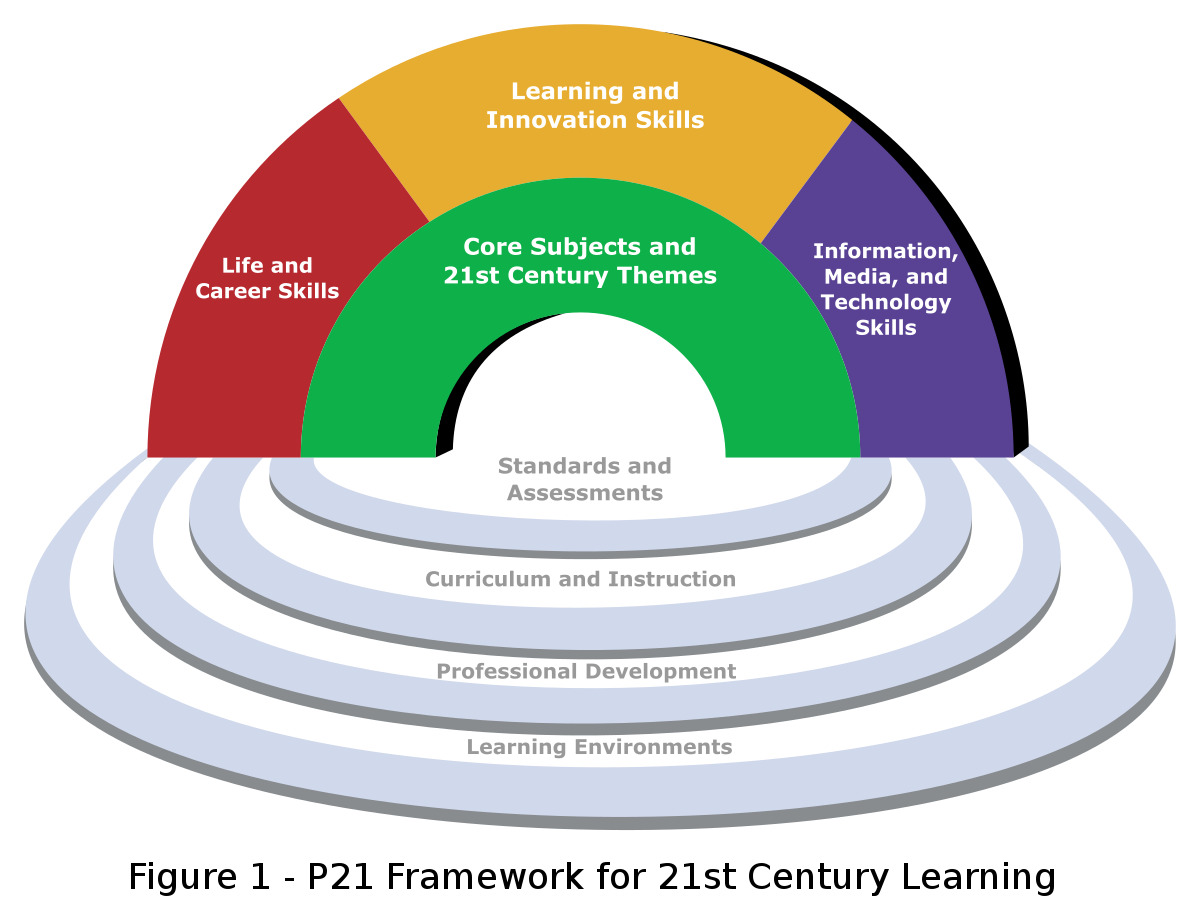 Learning and
Innovation Skills
Core Subjects and
21st Century Themes
Life and
Career Skills
Information,
Media, and
Technology
Skills
Standards and
Assessments
Curriculum and Instruction
Professional Development
Learning Environments
Figure 1 - P21 Framework for 21st Century Learning